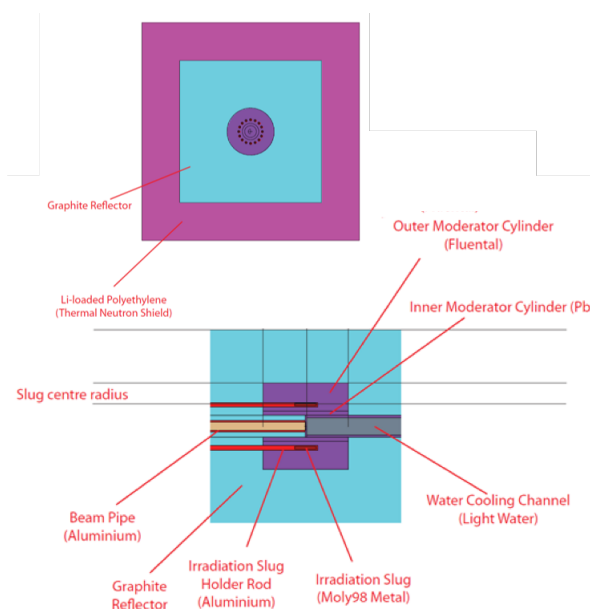 Graphite Reflector
Li-loaded Polyethylene
(Thermal Neutron Shield)
Outer Moderator Cylinder
(Fluental)
Inner Moderator Cylinder (Pb
Slug centre radius
Beam Pipe
(Aluminium)
Graphite
Reflector
Irradiation Slug
Holder Rod
(Aluminium)
Irradiation Slug
(Moly98 Metal)
Water Cooling Channel
(Light Water)